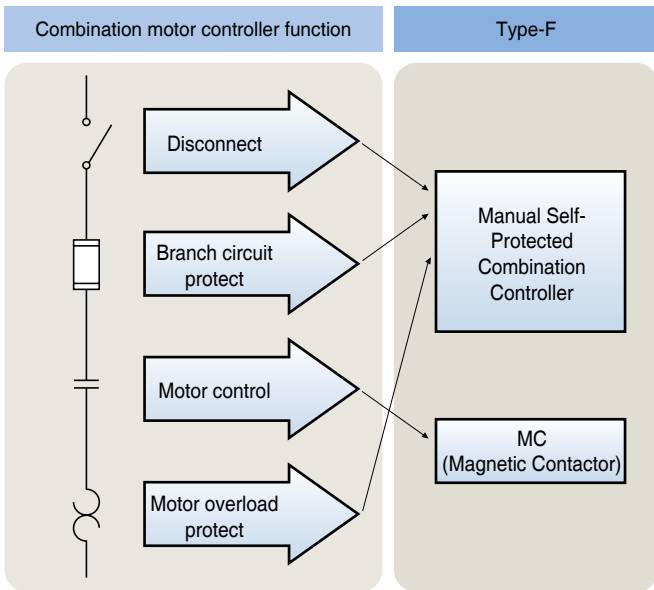 Combination motor controller function
Type-F
Disconnect
Branch circuit
protect
Motor control
Motor overload
protect
Manual Self-
Protected
Combination
Controller
MC
(Magnetic Contactor)